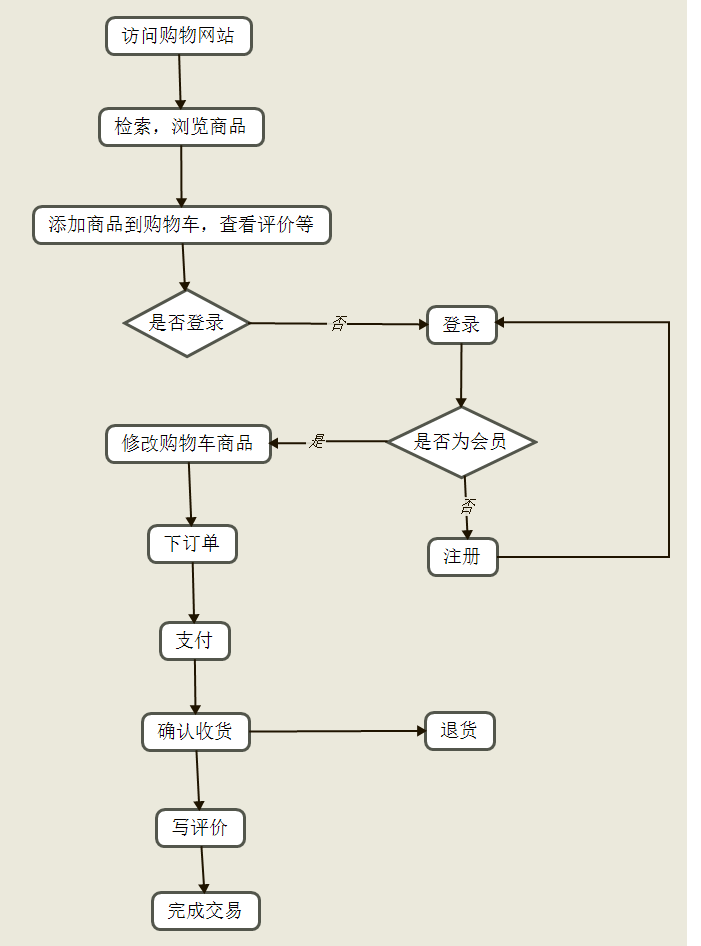 访问购物网站
检索，浏览商品
添加商品到购物车，查看评价等
是否登录
否
登录
修改购物车商品
是
是否为会员
否
下订单
注册
支付
确认收货
退货
写评价
完成交易